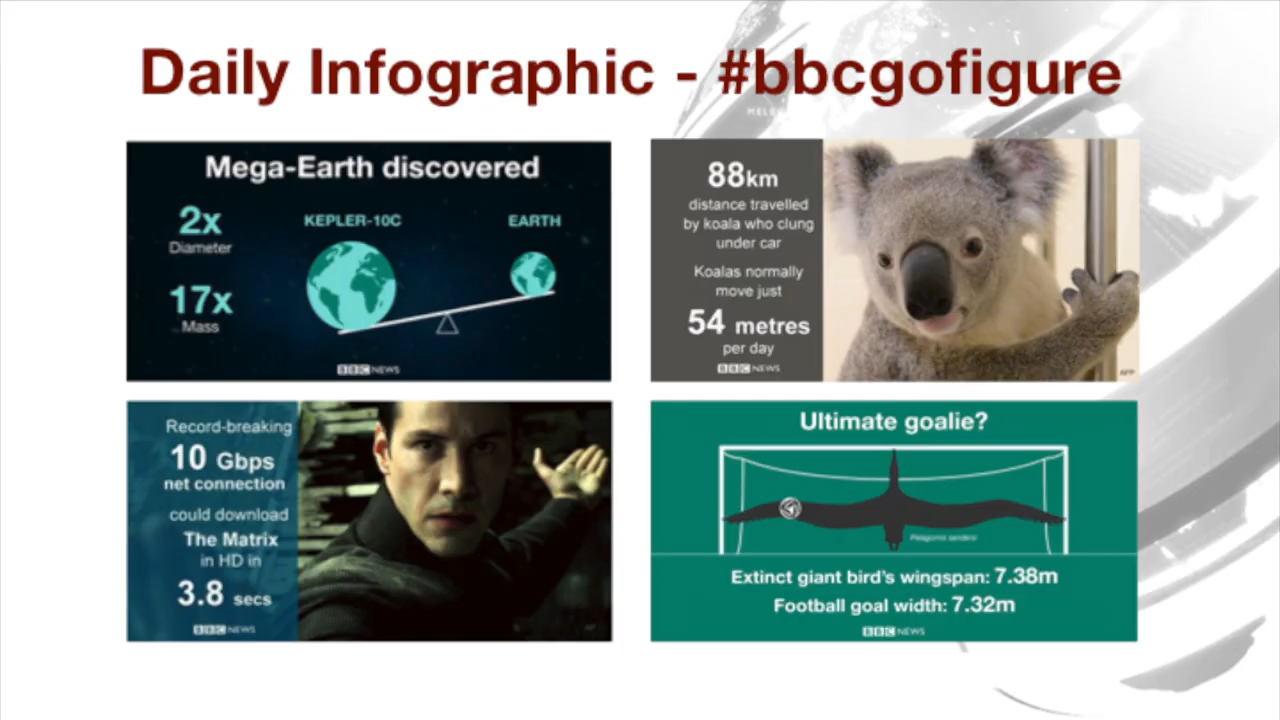 Daily Infographic - #bbcgofigure
Mega-Earth discovered
2x
Diameter
KEPLER-10C
EARTH
17x
Mass
BBC NEWS
88km
distance travelled
by koala who clung
under car
Koalas normally
move just
54 metres
per day
BBC NEWS
AFP
Record-breaking
10 Gbps
net connection
could download
The Matrix
in HD in
3.8 secs
BBC NEWS
AP
Ultimate goalie?
Pelagornis sandersi
Extinct giant bird's wingspan: 7.38m
Football goal width: 7.32m
BBC NEWS